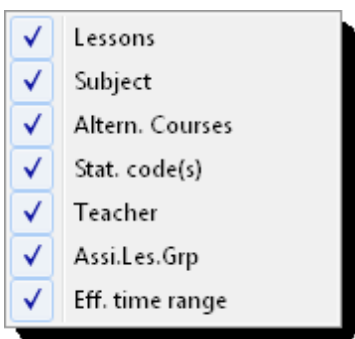 Lessons
Subject
Altern. Courses
Stat. code(s)
Teacher
Assi.Les.Grp
Eff. time range